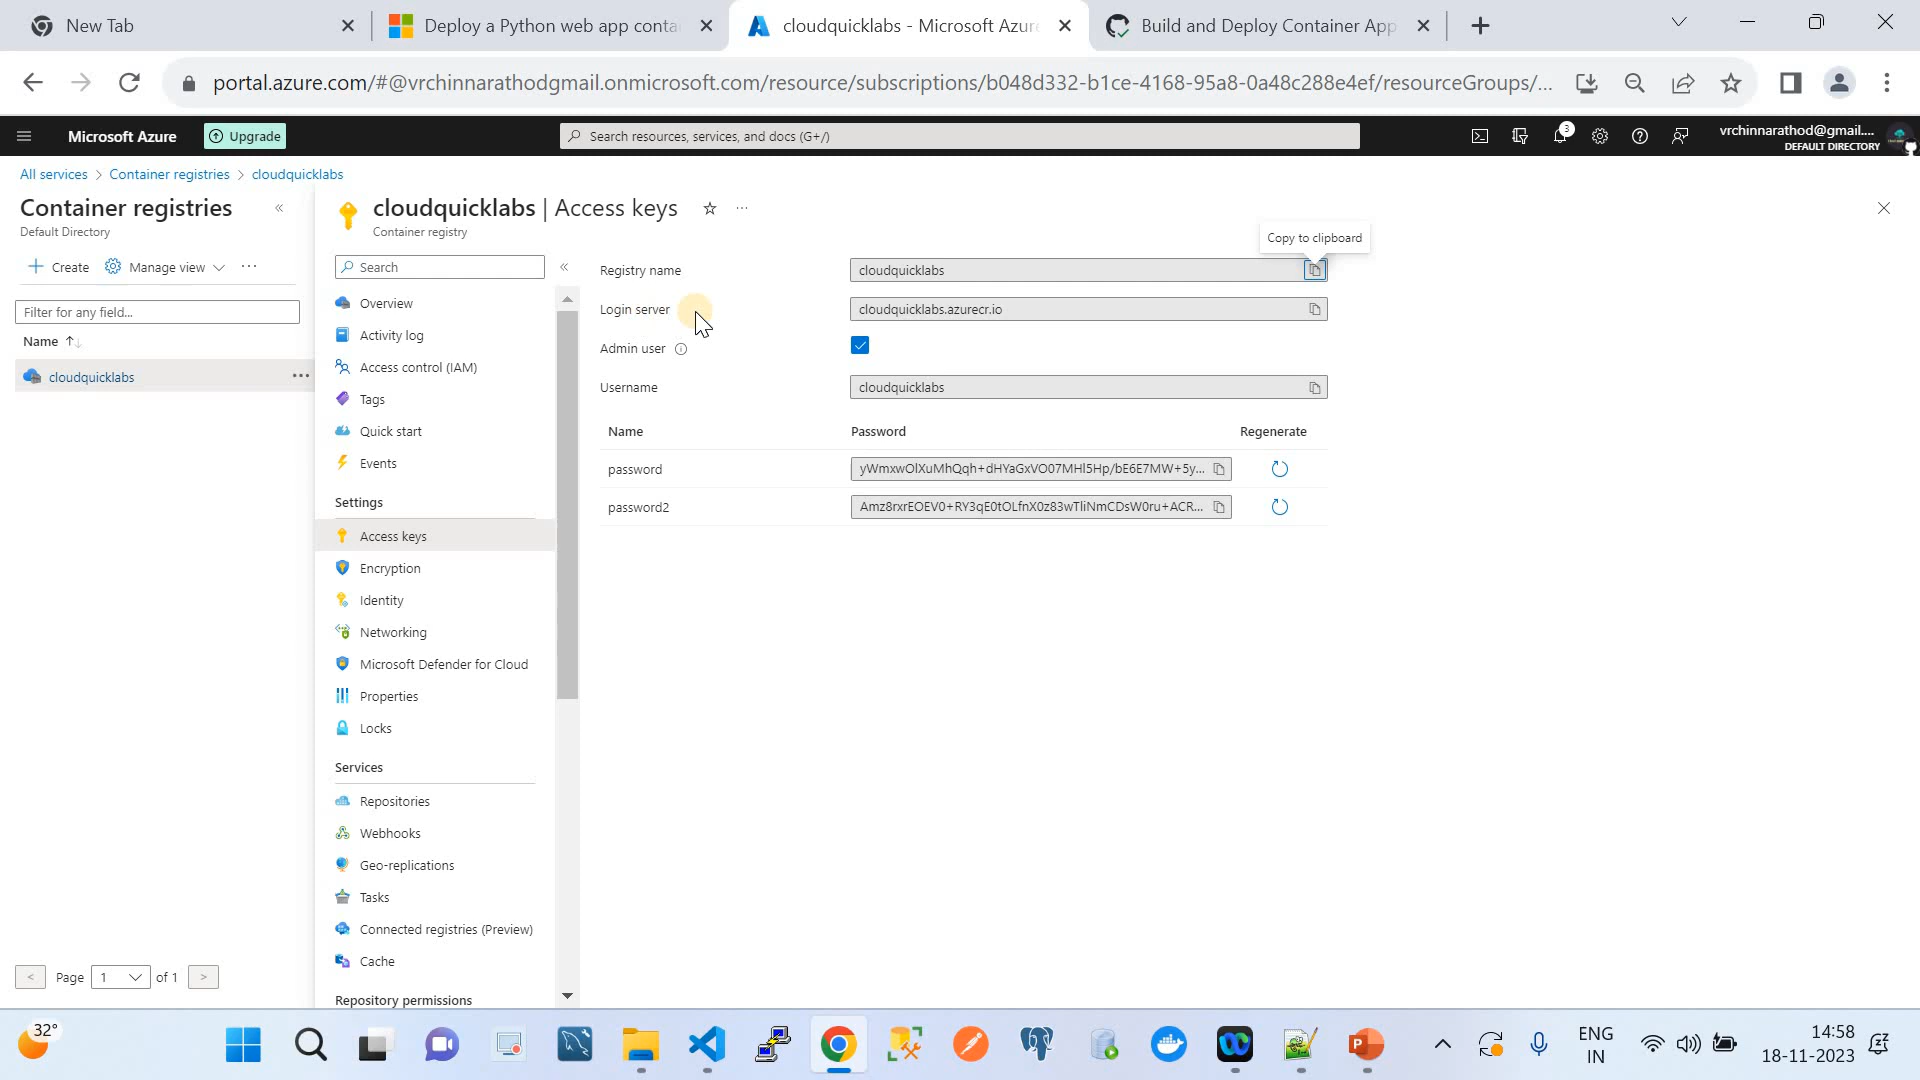 New Tab
Deploy a Python web app conta
cloudquicklabs - Microsoft Azur
Build and Deploy Container App
portal.azure.com/#@vrchinnarathodgmail.onmicrosoft.com/resource/subscriptions/b048d332-b1ce-4168-95a8-0a48c288e4ef/resourceGroups/...
Microsoft Azure
Upgrade
Search resources, services, and docs (G+/)
3
vrchinnarathod@gmail....
DEFAULT DIRECTORY
All services > Container registries > cloudquicklabs
Container registries
Default Directory
Create
Manage view
Filter for any field...
Name
cloudquicklabs
< Page 1 of 1 >
cloudquicklabs | Access keys
Container registry
Search
Overview
Activity log
Access control (IAM)
Tags
Quick start
Events
Settings
Access keys
Encryption
Identity
Networking
Microsoft Defender for Cloud
Properties
Locks
Services
Repositories
Webhooks
Geo-replications
Tasks
Connected registries (Preview)
Cache
Repository permissions
Copy to clipboard
Registry name cloudquicklabs
Login server cloudquicklabs.azurecr.io
Admin user
Username cloudquicklabs
Name Password Regenerate
password yWmxwOlXuMhQqh+dHYaGxVO07MHl5Hp/bE6E7MW+5y...
password2 Amz8rxrEOEV0+RY3qE0tOLfnX0z83wTliNmCDsW0ru+ACR...
32°
ENG
IN
14:58
18-11-2023